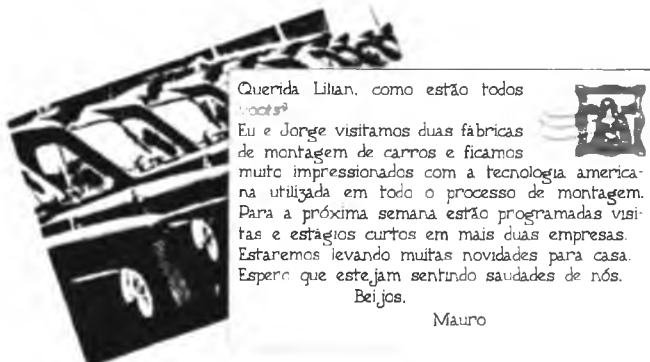 Querida Lilian, como estão todos
vocês?
Eu e Jorge visitamos duas fábricas
de montagem de carros e ficamos
muito impressionados com a tecnologia america-
na utilizada em todo o processo de montagem.
Para a próxima semana estão programadas visi-
tas e estágios curtos em mais duas empresas.
Estaremos levando muitas novidades para casa.
Espero que estejam sentindo saudades de nós.
Beijos.
Mauro